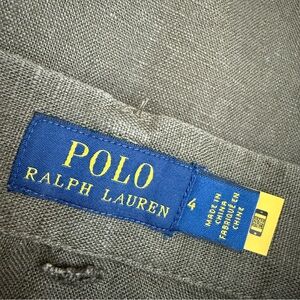 POLO
RALPH LAUREN
4
MADE IN
CHINA
FABRIQUÉ EN
CHINE